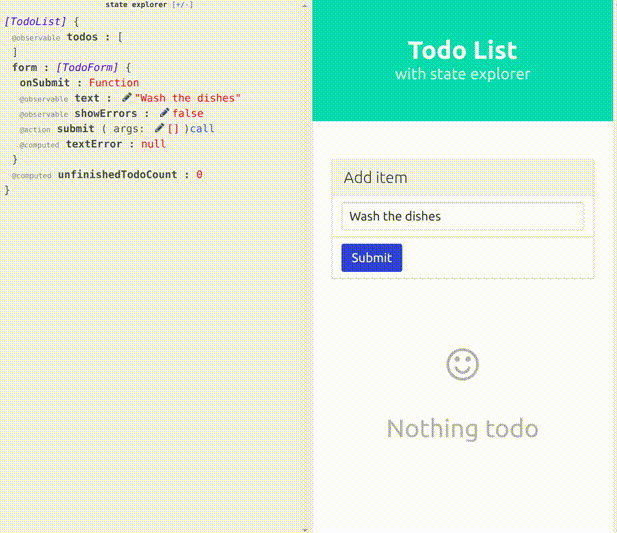 state explorer [+/-]
[TodoList] {
@observable todos : [
]
form : [TodoForm] {
onSubmit : Function
@observable text : "Wash the dishes"
@observable showErrors : false
@action submit ( args: [] )call
@computed textError : null
}
@computed unfinishedTodoCount : 0
}
Todo List
with state explorer
Add item
Wash the dishes
Submit
Nothing todo